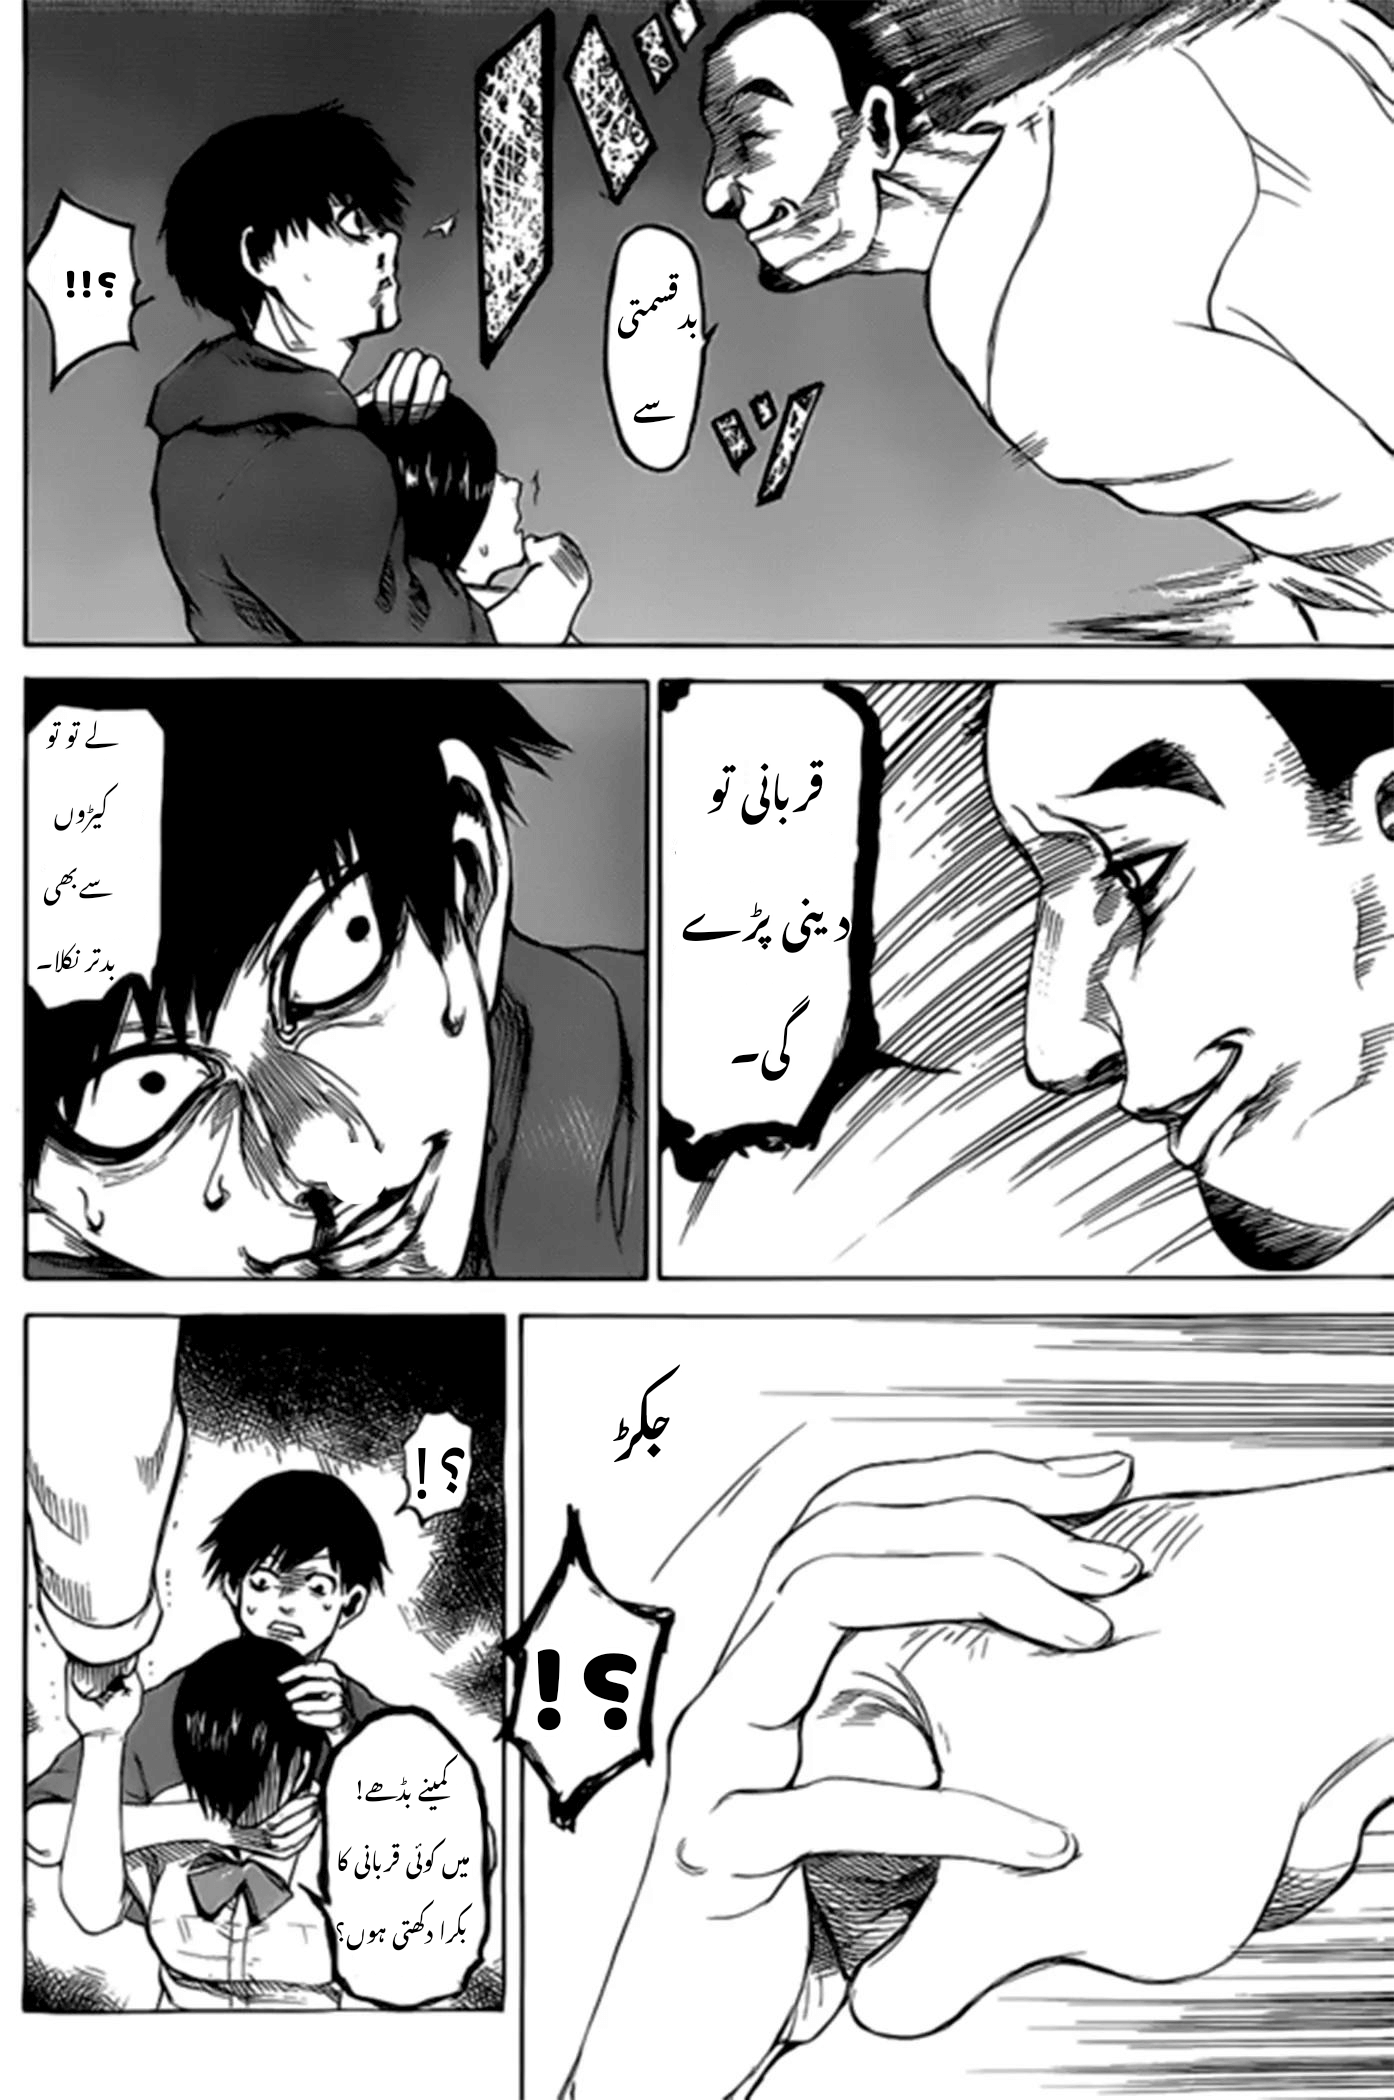 بد قسمتی
سے
؟!!
قربانی تو
دینی پڑے
گی۔
لے تو تو
کیڑوں
سے بھی
بدتر نکلا۔
جکڑ
؟!
؟!
کمینے بڈھے!
میں کوئی قربانی کا
بکرا دکھتی ہوں؟